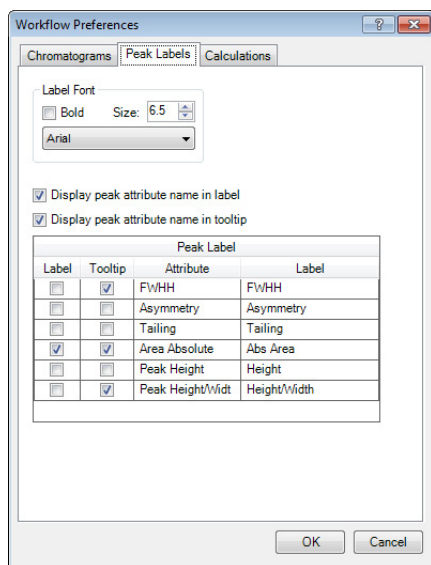 Workflow Preferences
Chromatograms Peak Labels Calculations
Label Font
Bold Size: 6.5
Arial
Display peak attribute name in label
Display peak attribute name in tooltip
Peak Label
Label Tooltip Attribute Label
FWHH FWHH
Asymmetry Asymmetry
Tailing Tailing
Area Absolute Abs Area
Peak Height Height
Peak Height/Widt Height/Width
OK Cancel